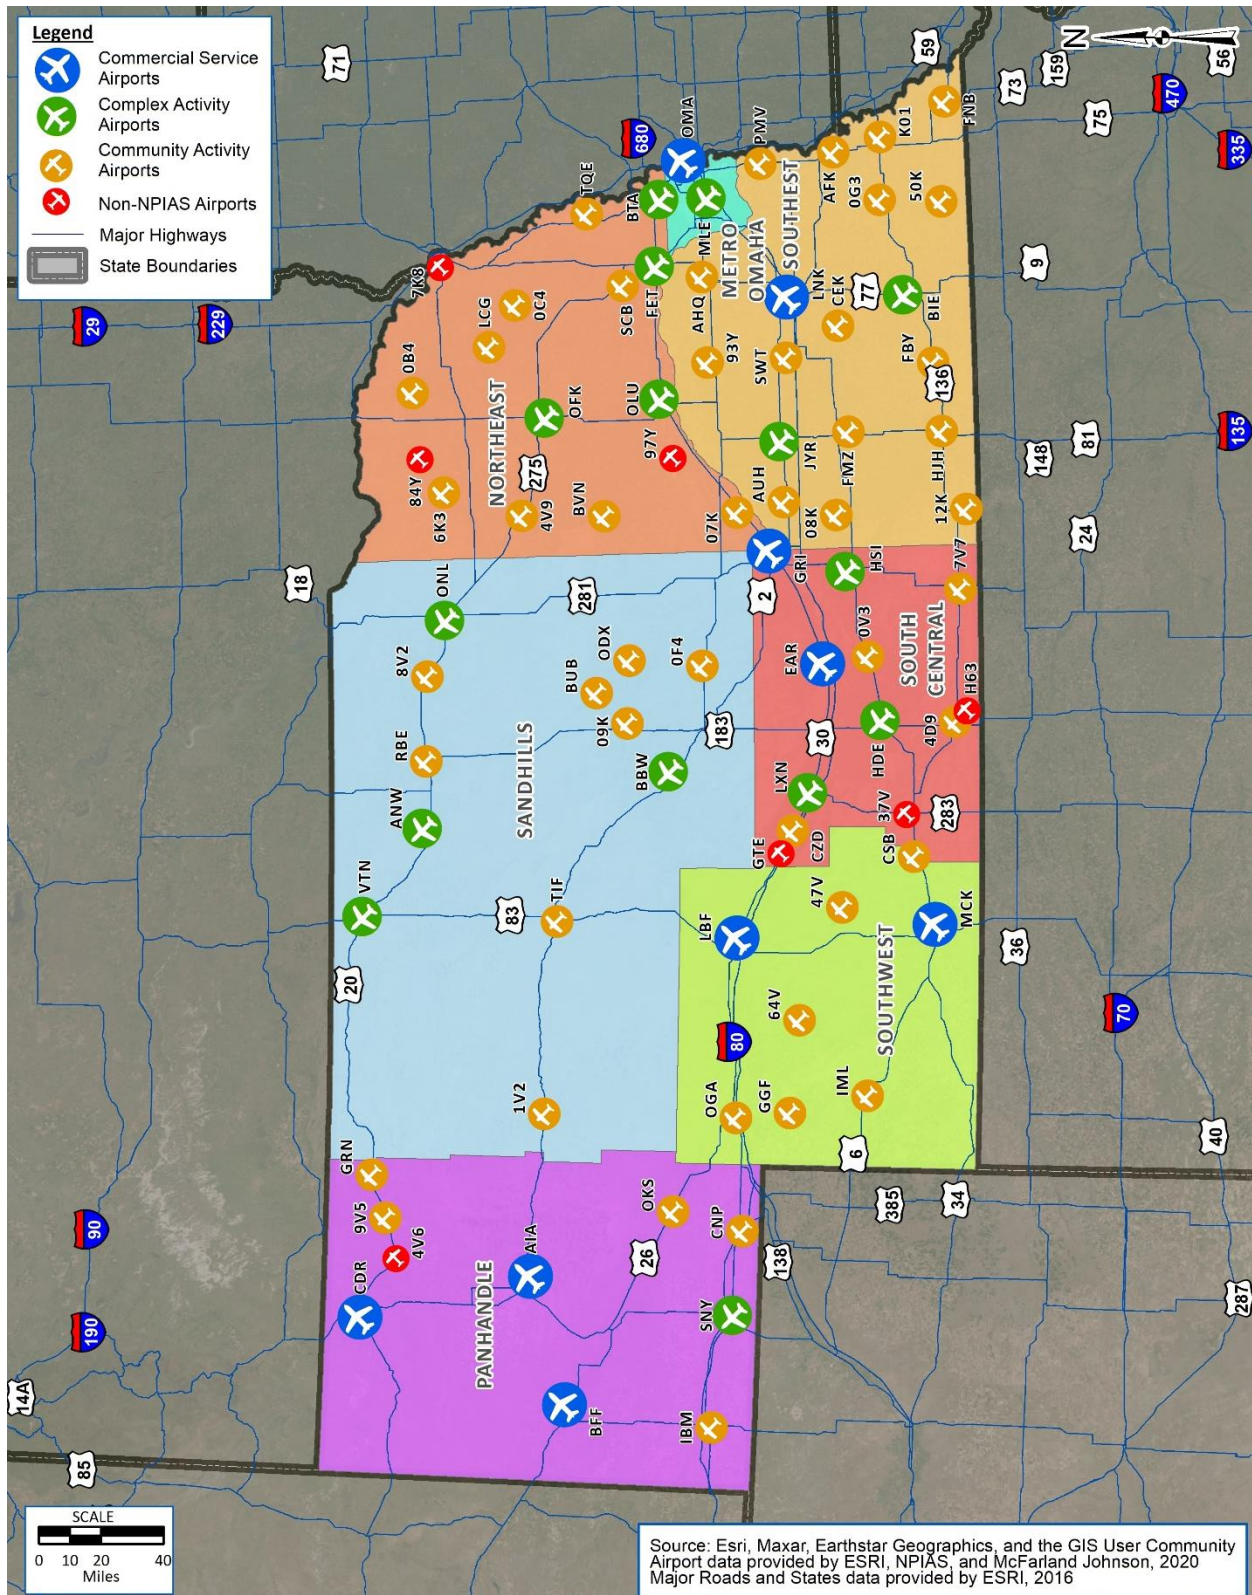 Legend
Commercial Service
Airports
Complex Activity
Airports
Community Activity
Airports
Non-NPIAS Airports
Major Highways
State Boundaries
N
71
59
56
159
73
470
75
335
680
29
229
9
77
136
135
148
81
24
18
275
281
2
183
30
283
83
20
36
70
80
6
40
385
34
138
287
26
90
190
14A
85
OMA
PMV
K01
FNB
AFK
0G3
50K
TQE
BTA
MLE
METRO
OMAHA
SOUTHEST
7K8
LCG
0C4
SCB
FET
AHQ
LNK
CEK
BIE
0B4
93Y
SWT
FBY
OFK
OLU
NORTHEAST
84Y
6K3
4V9
BVN
97Y
07K
AUH
JYR
FMZ
08K
HJH
12K
ONL
GRI
HSI
7V7
8V2
BUB
ODX
0F4
EAR
0V3
SOUTH
CENTRAL
H63
RBE
09K
SANDHILLS
BBW
HDE
4D9
ANW
LXN
37V
GTE
CZD
CSB
VTN
TIF
LBF
47V
MCK
64V
SOUTHWEST
1V2
OGA
GGF
IML
GRN
9V5
4V6
OKS
CNP
CDR
AIA
PANHANDLE
SNY
BFF
IBM
SCALE
0 10 20 40
Miles
Source: Esri, Maxar, Earthstar Geographics, and the GIS User Community
Airport data provided by ESRI, NPIAS, and McFarland Johnson, 2020
Major Roads and States data provided by ESRI, 2016